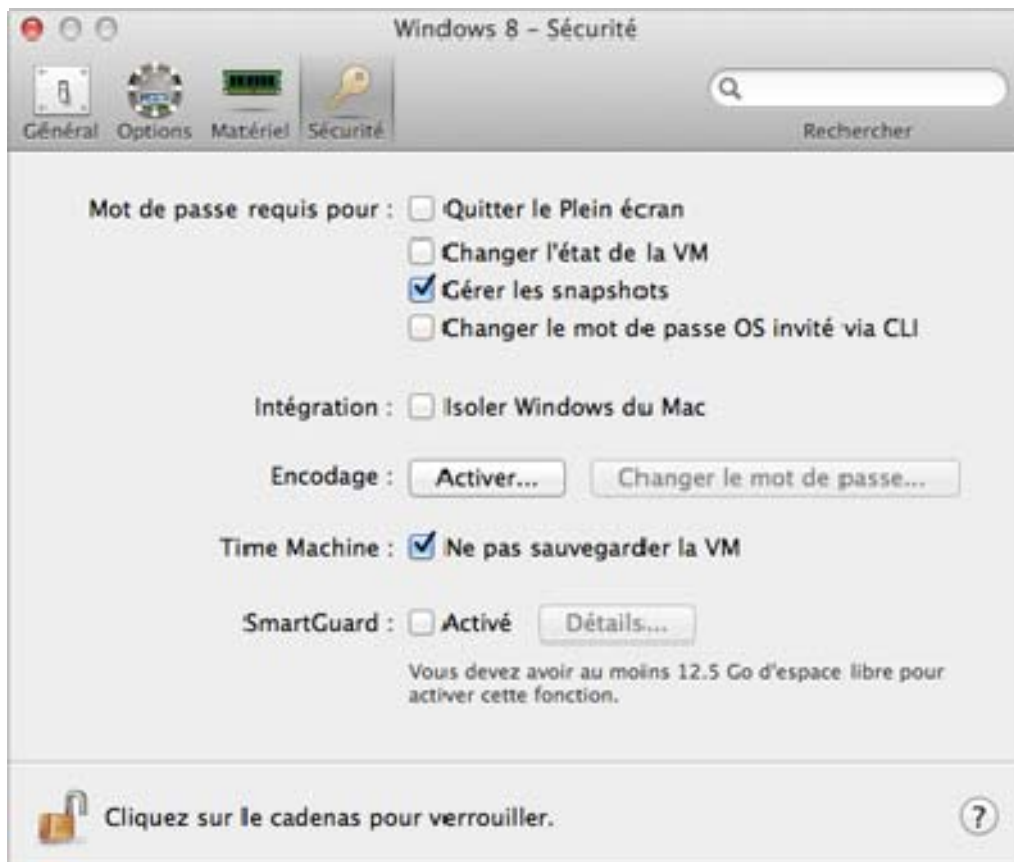 Windows 8 – Sécurité
Général Options Matériel Sécurité Rechercher
Mot de passe requis pour : Quitter le Plein écran
Changer l'état de la VM
Gérer les snapshots
Changer le mot de passe OS invité via CLI
Intégration : Isoler Windows du Mac
Encodage : Activer... Changer le mot de passe...
Time Machine : Ne pas sauvegarder la VM
SmartGuard : Activé Détails...
Vous devez avoir au moins 12.5 Go d'espace libre pour
activer cette fonction.
Cliquez sur le cadenas pour verrouiller. ?